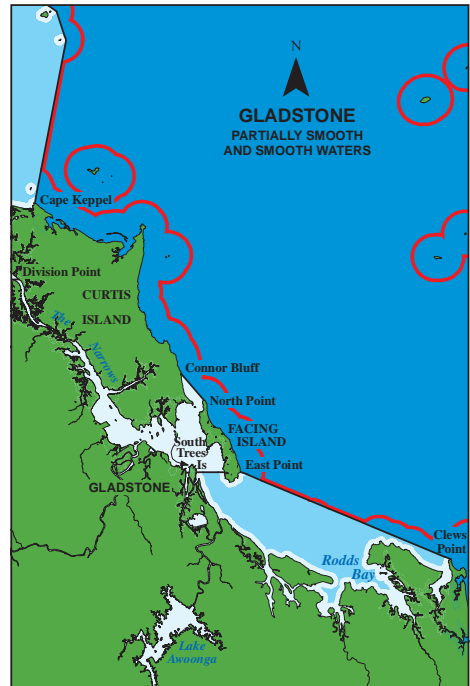 N
GLADSTONE
PARTIALLY SMOOTH
AND SMOOTH WATERS
Cape Keppel
Division Point
CURTIS
The
ISLAND
Narrows
Connor Bluff
North Point
FACING
ISLAND
South
Trees
Is
East Point
GLADSTONE
Clews
Point
Rodds
Bay
Lake
Awoonga